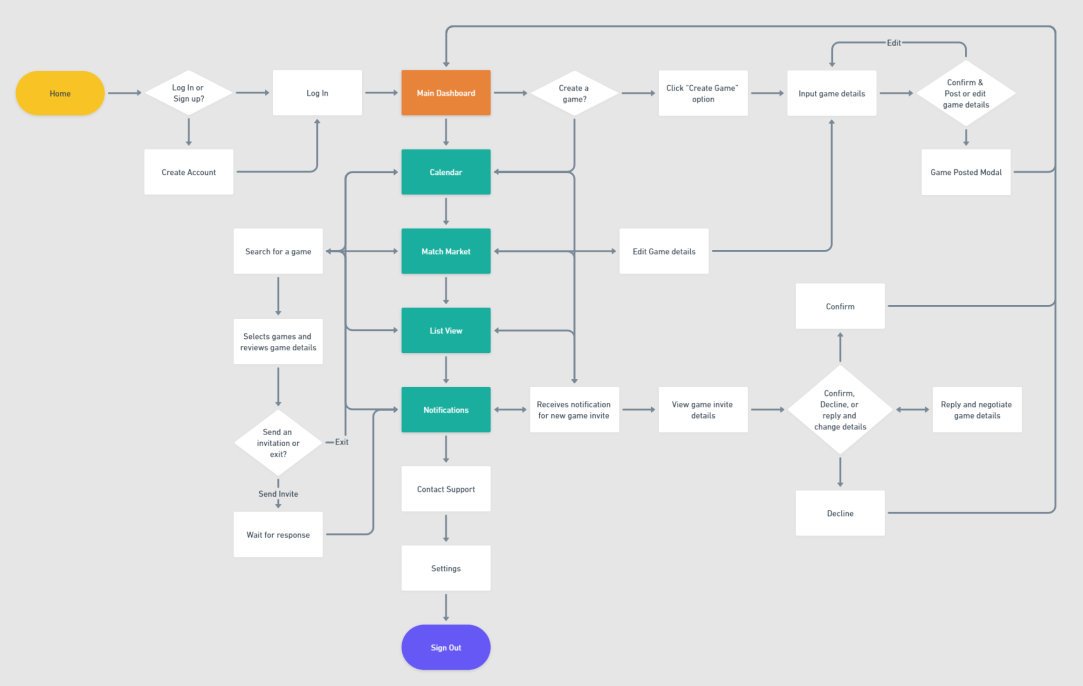 Edit
Home
Log In or
Sign up?
Log In
Main Dashboard
Create a
game?
Click "Create Game"
option
Input game details
Confirm &
Post or edit
game details
Create Account
Calendar
Game Posted Modal
Search for a game
Match Market
Edit Game details
Confirm
Selects games and
reviews game details
List View
Notifications
Receives notification
for new game invite
View game invite
details
Confirm,
Decline, or
reply and
change details
Reply and negotiate
game details
Send an
invitation or
exit?
Exit
Send Invite
Contact Support
Wait for response
Decline
Settings
Sign Out